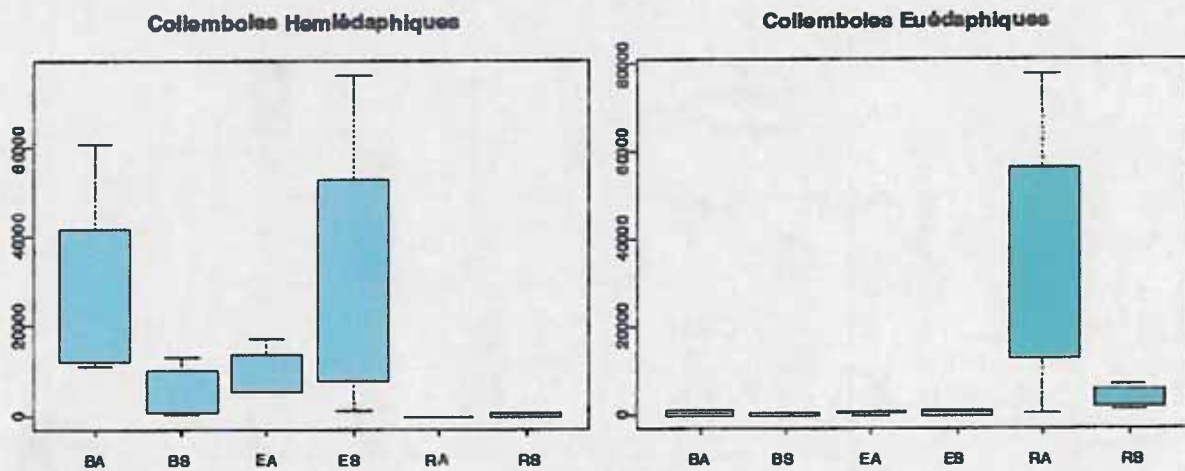 Collemboles Hemiédaphiques
60000
40000
20000
0
BA BS EA ES RA RS
Collemboles Euédaphiques
80000
60000
40000
20000
0
BA BS EA ES RA RS